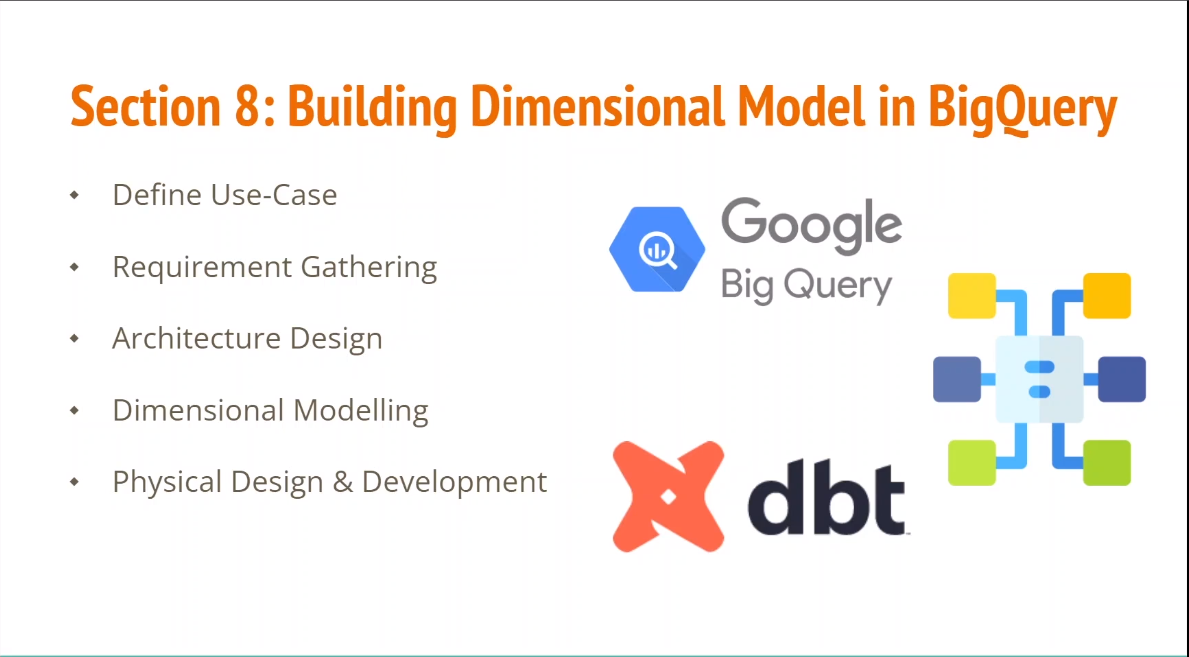 Section 8: Building Dimensional Model in BigQuery
Define Use-Case
Requirement Gathering
Architecture Design
Dimensional Modelling
Physical Design & Development
Google
Big Query
dbt